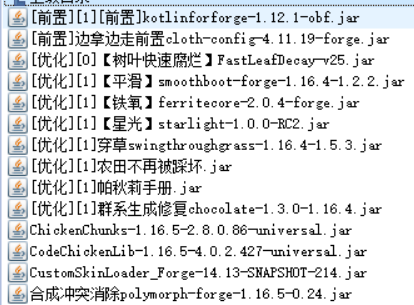 [前置][1][前置]kotlinforforge-1.12.1-obf.jar
[前置]边拿边走前置cloth-config-4.11.19-forge.jar
[优化][0]【树叶快速腐烂】FastLeafDecay-v25.jar
[优化][1]【平滑】smoothboot-forge-1.16.4-1.2.2.jar
[优化][1]【铁氧】ferritecore-2.0.4-forge.jar
[优化][1]【星光】starlight-1.0.0-RC2.jar
[优化][1]穿草swingthroughgrass-1.16.4-1.5.3.jar
[优化][1]农田不再被踩坏.jar
[优化][1]帕秋莉手册.jar
[优化][1]群系生成修复chocolate-1.3.0-1.16.4.jar
ChickenChunks-1.16.5-2.8.0.86-universal.jar
CodeChickenLib-1.16.5-4.0.2.427-universal.jar
CustomSkinLoader_Forge-14.13-SNAPSHOT-214.jar
合成冲突消除polymorph-forge-1.16.5-0.24.jar